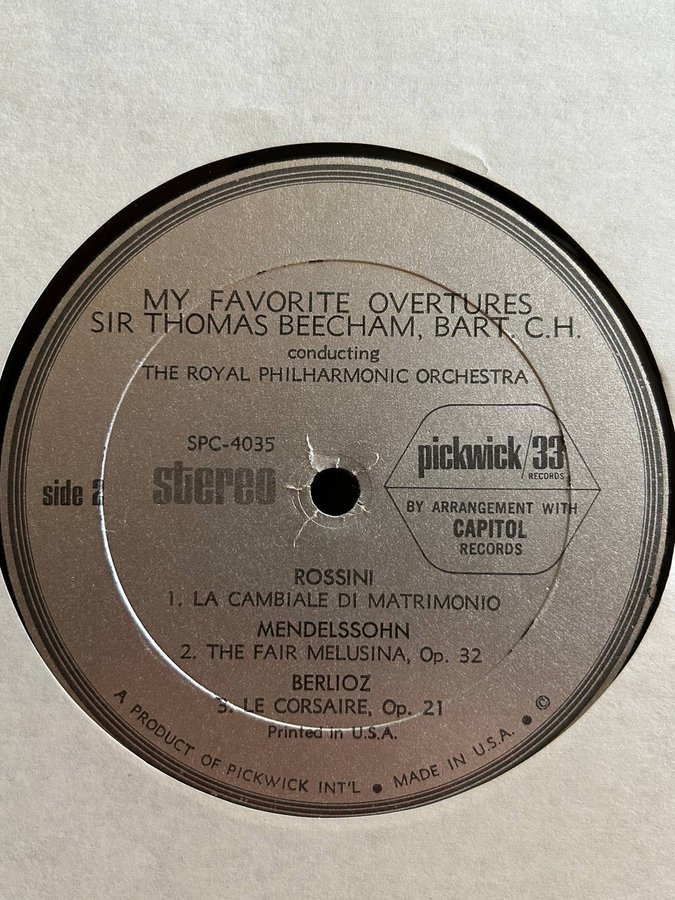 MY FAVORITE OVERTURES
SIR THOMAS BEECHAM, BART. C.H.
conducting
THE ROYAL PHILHARMONIC ORCHESTRA
SPC-4035
side 2
stereo
pickwick/33
RECORDS
BY ARRANGEMENT WITH
CAPITOL
RECORDS
ROSSINI
1. LA CAMBIALE DI MATRIMONIO
MENDELSSOHN
2. THE FAIR MELUSINA, Op. 32
BERLIOZ
3. LE CORSAIRE, Op. 21
Printed in U.S.A.
A PRODUCT OF PICKWICK INT'L ● MADE IN U.S.A. ● ©